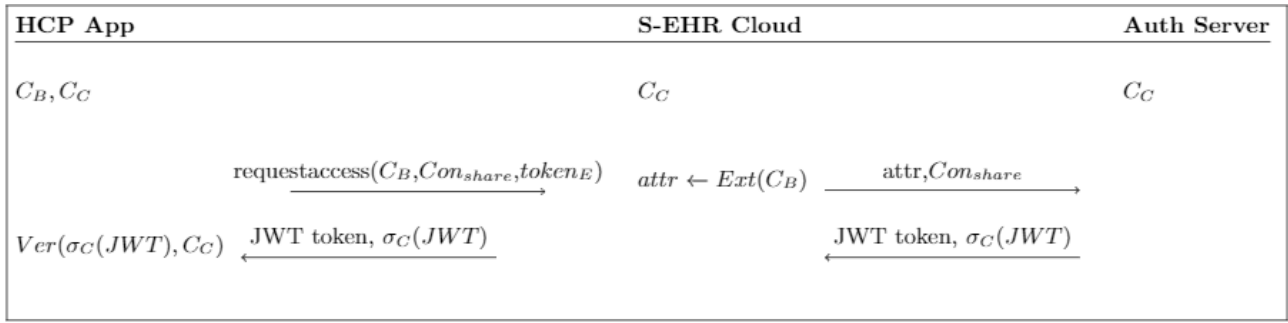 HCP App S-EHR Cloud Auth Server
C_B, C_C C_C C_C
requestaccess(C_B,Con_share,token_E) attr ← Ext(C_B) attr,Con_share
Ver(σ_C(JWT), C_C) JWT token, σ_C(JWT) JWT token, σ_C(JWT)